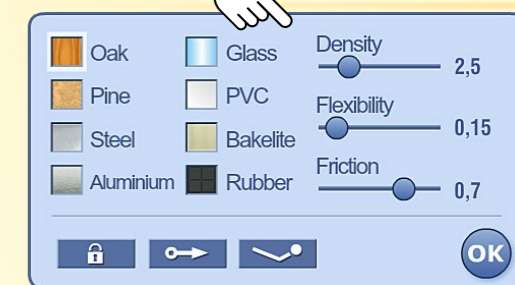 Oak
Pine
Steel
Aluminium
Glass
PVC
Bakelite
Rubber
Density
2,5
Flexibility
0,15
Friction
0,7
OK